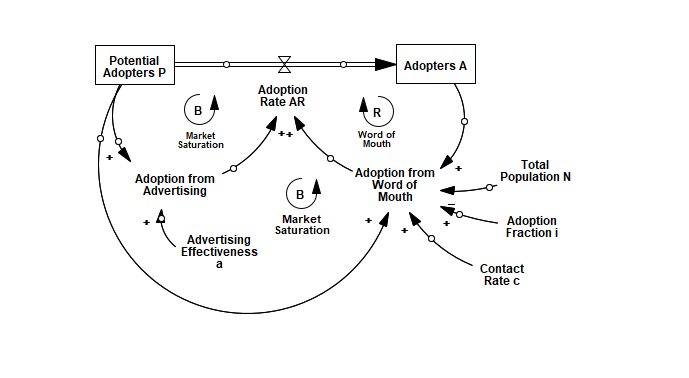 Potential
Adopters P
Adopters A
Adoption
Rate AR
B
Market
Saturation
R
Word of
Mouth
+
++
+
Adoption from
Advertising
Adoption from
Word of
Mouth
Total
Population N
B
Market
Saturation
–
+
+
+
+
Adoption
Fraction i
Advertising
Effectiveness
a
Contact
Rate c